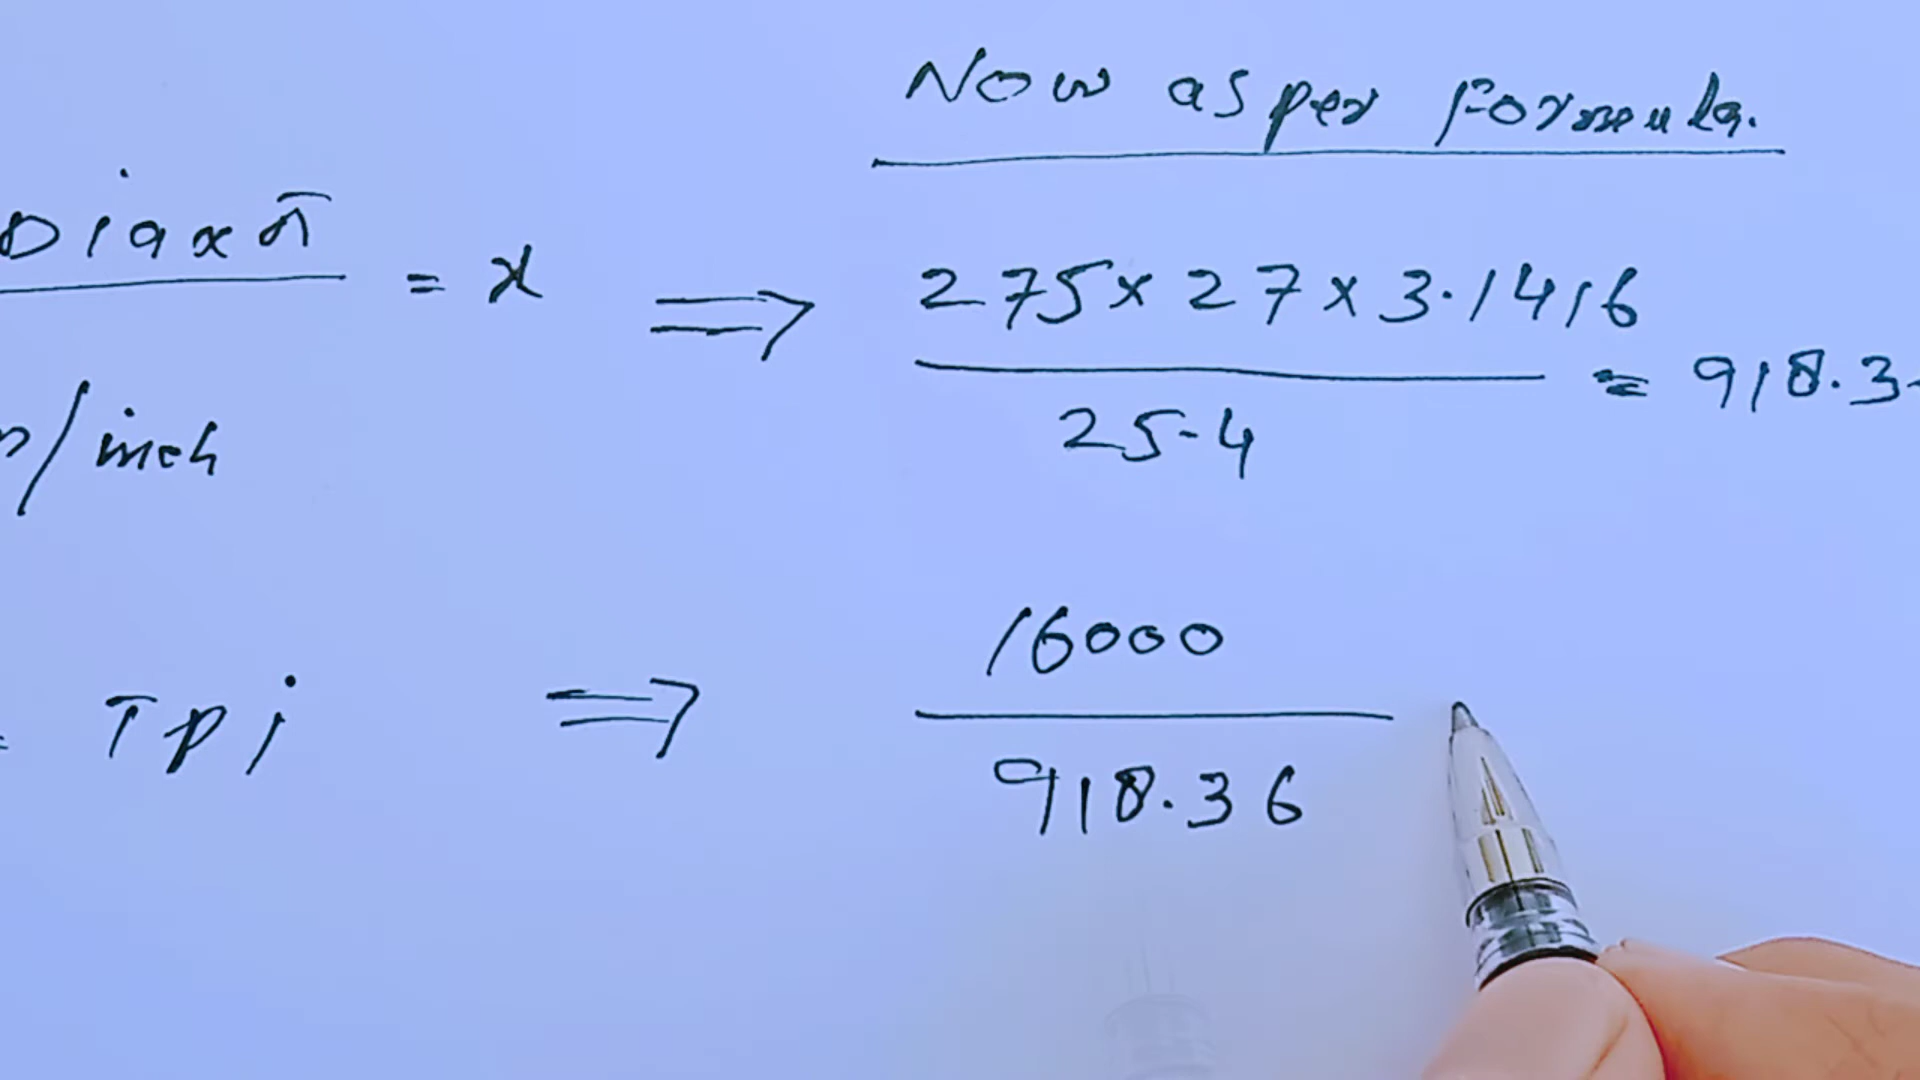 Now as per Formula.
Dia x π = x ⇒ 275 x 27 x 3.1416
/inch 25.4 = 918.3
= Tpi ⇒ 16000
918.36